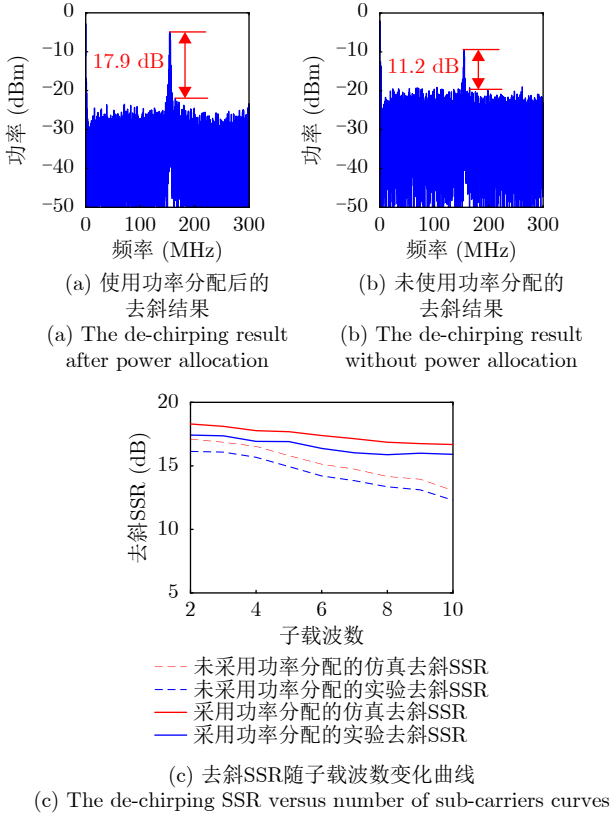 0
−10
−20
−30
−40
−50
功率 (dBm)
17.9 dB
0
100
200
300
频率 (MHz)
(a) 使用功率分配后的
去斜结果
(a) The de-chirping result
after power allocation
0
−10
−20
−30
−40
−50
功率 (dBm)
11.2 dB
0
100
200
300
频率 (MHz)
(b) 未使用功率分配的
去斜结果
(b) The de-chirping result
without power allocation
20
15
10
5
去斜SSR (dB)
2
4
6
8
10
子载波数
未采用功率分配的仿真去斜SSR
未采用功率分配的实验去斜SSR
采用功率分配的仿真去斜SSR
采用功率分配的实验去斜SSR
(c) 去斜SSR随子载波数变化曲线
(c) The de-chirping SSR versus number of sub-carriers curves